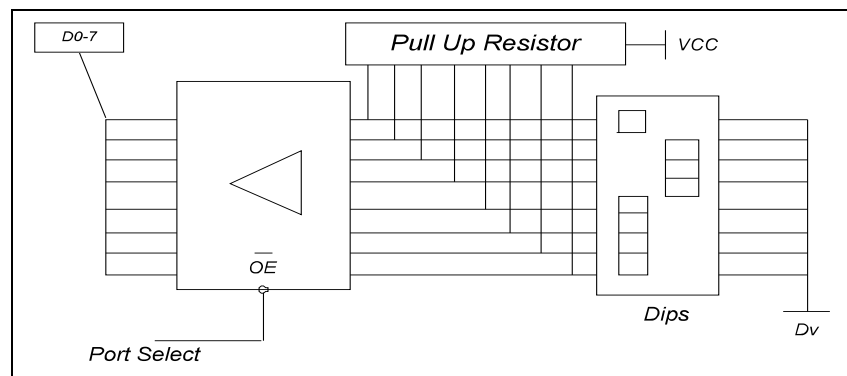 D0-7
Pull Up Resistor
VCC
OE
Dips
Port Select
Dv